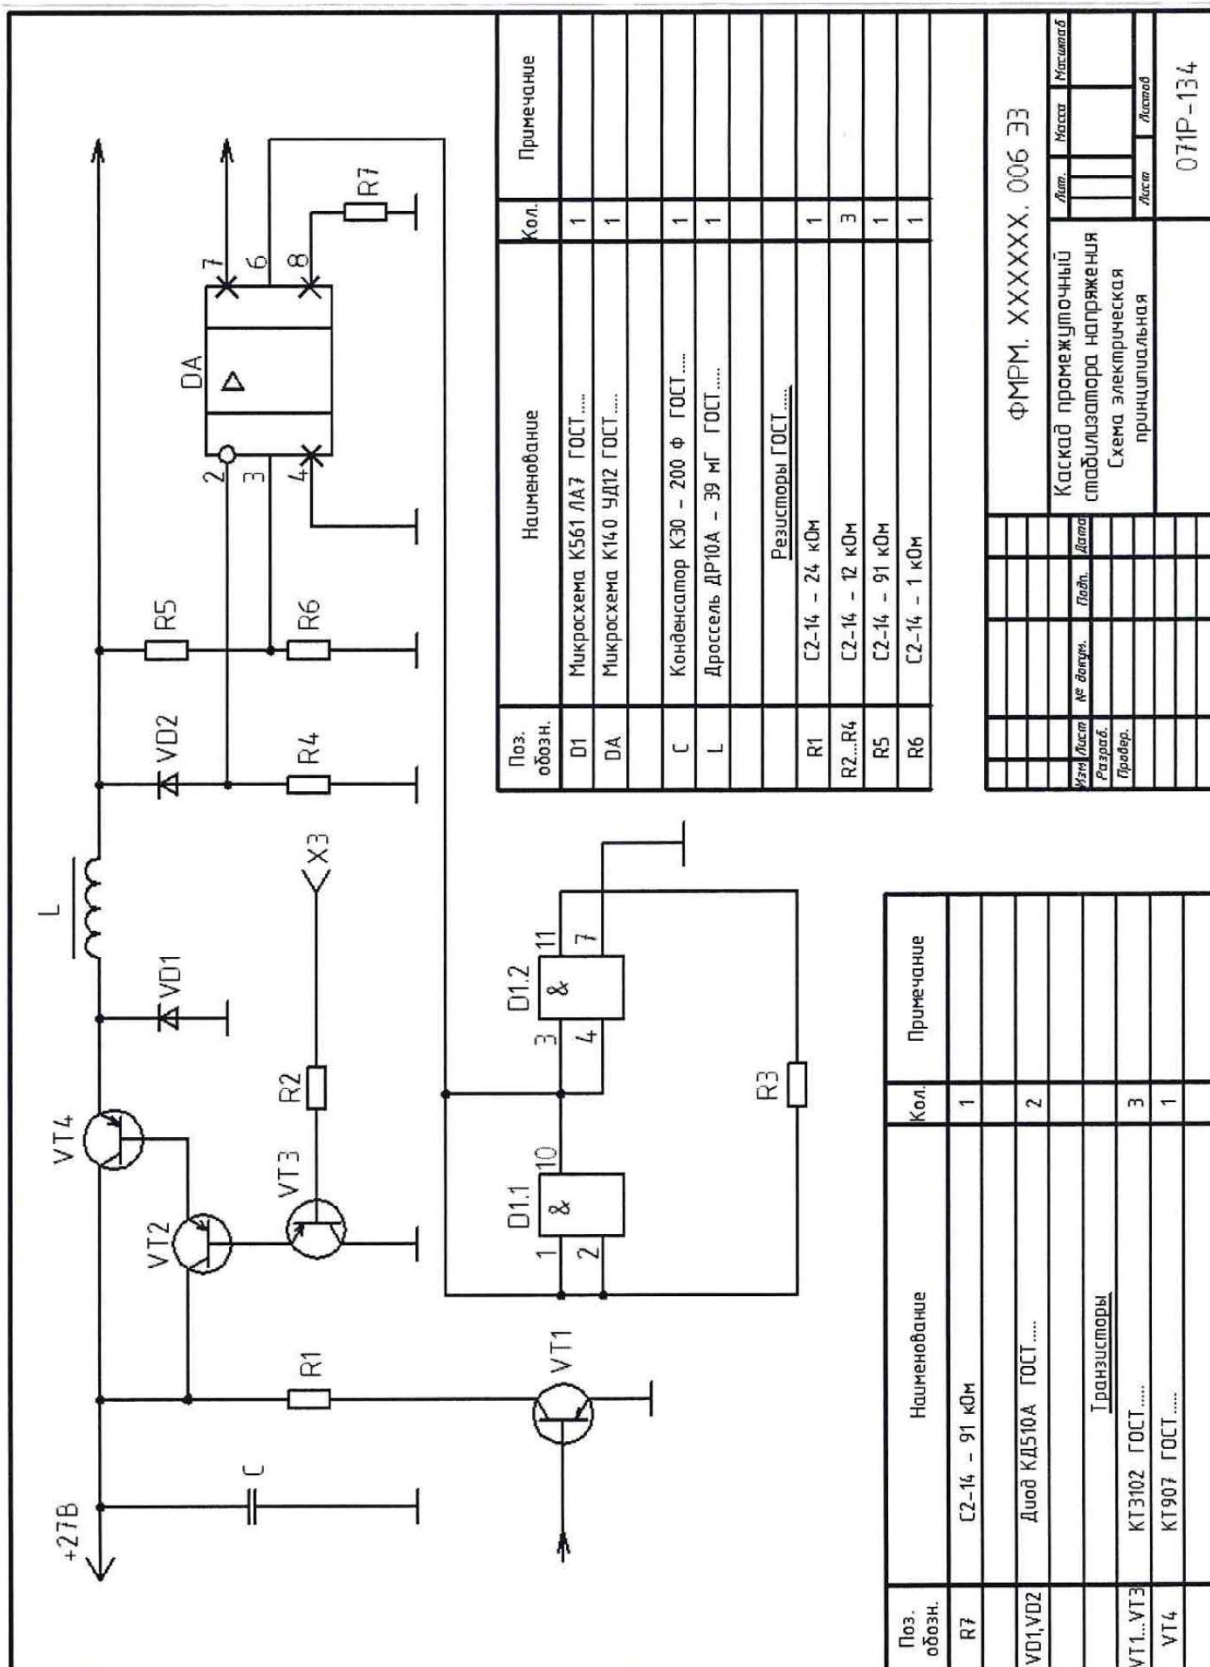 +27В
C
R1
VT1
VT2
VT3
VT4
R2
X3
VD1
L
VD2
R4
R5
R6
DA
2
3
4
7
6
8
R7
D1.1
&
1
2
10
D1.2
&
3
4
11
7
R3
Поз. обозн. Наименование Кол. Примечание
D1 Микросхема К561 ЛА7 ГОСТ..... 1
DA Микросхема К140 УД12 ГОСТ..... 1
C Конденсатор К30 – 200 Ф ГОСТ..... 1
L Дроссель ДР10А – 39 мГ ГОСТ..... 1
Резисторы ГОСТ.....
R1 С2-14 – 24 кОм 1
R2...R4 С2-14 – 12 кОм 3
R5 С2-14 – 91 кОм 1
R6 С2-14 – 1 кОм 1
Поз. обозн. Наименование Кол. Примечание
R7 С2-14 – 91 кОм 1
VD1,VD2 Диод КД510А ГОСТ..... 2
Транзисторы
VT1...VT3 КТ3102 ГОСТ..... 3
VT4 КТ907 ГОСТ..... 1
ФМРМ. XXXXXX. 006 Э3
Изм Лист № докум. Подп. Дата
Разраб.
Провер.
Каскад промежуточный
стабилизатора напряжения
Схема электрическая
принципиальная
Лит. Масса Масштаб
Лист Листов
071Р-134